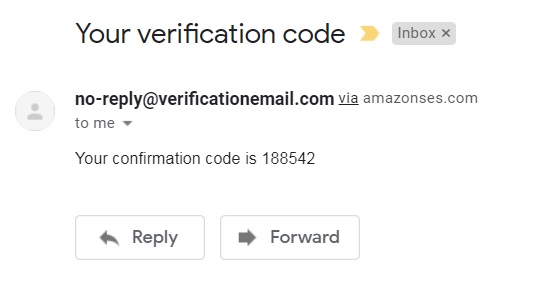 Your verification code Inbox ×
no-reply@verificationemail.com via amazonses.com
to me
Your confirmation code is 188542
Reply Forward